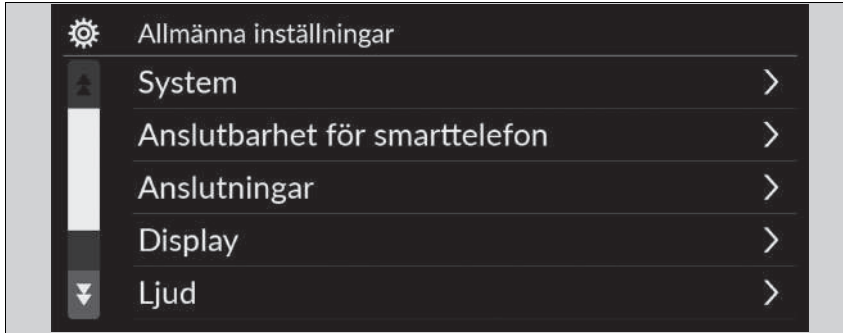 Allmänna inställningar
System
Anslutbarhet för smarttelefon
Anslutningar
Display
Ljud